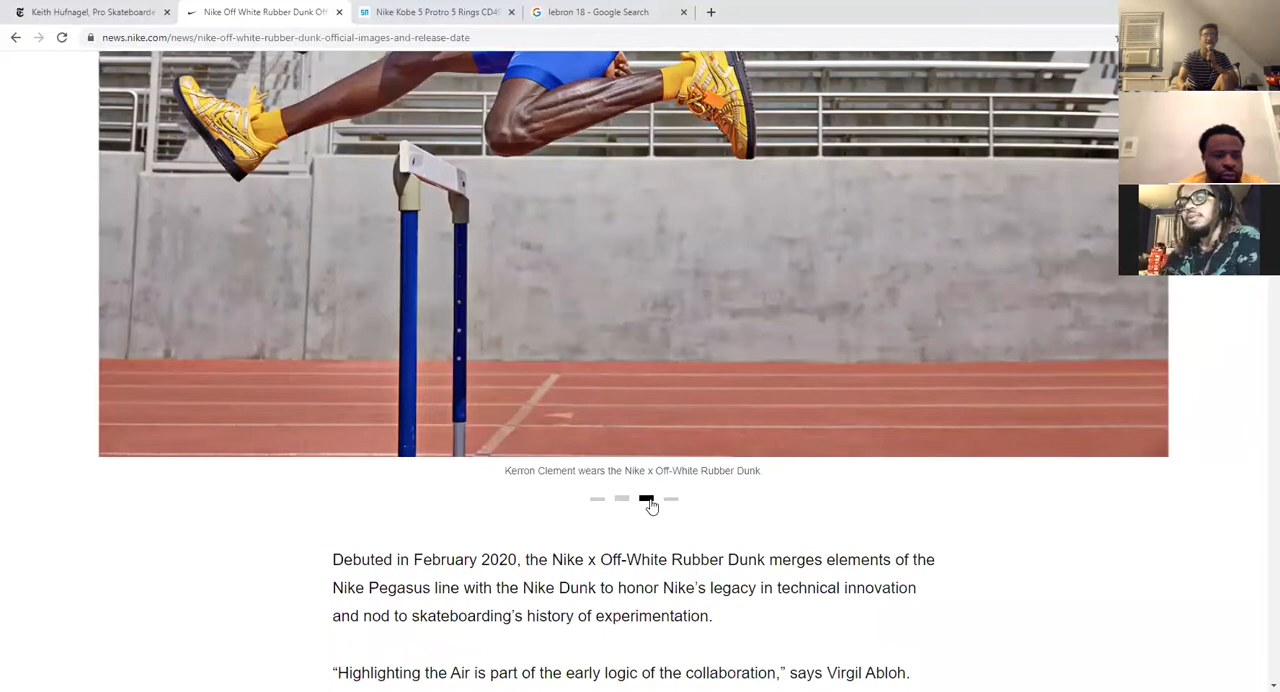 Keith Hufnagel, Pro Skateboarde
Nike Off White Rubber Dunk Off
Nike Kobe 5 Protro 5 Rings CD49
lebron 18 - Google Search
news.nike.com/news/nike-off-white-rubber-dunk-official-images-and-release-date
Kerron Clement wears the Nike x Off-White Rubber Dunk.
Debuted in February 2020, the Nike x Off-White Rubber Dunk merges elements of the
Nike Pegasus line with the Nike Dunk to honor Nike’s legacy in technical innovation
and nod to skateboarding’s history of experimentation.
“Highlighting the Air is part of the early logic of the collaboration,” says Virgil Abloh.